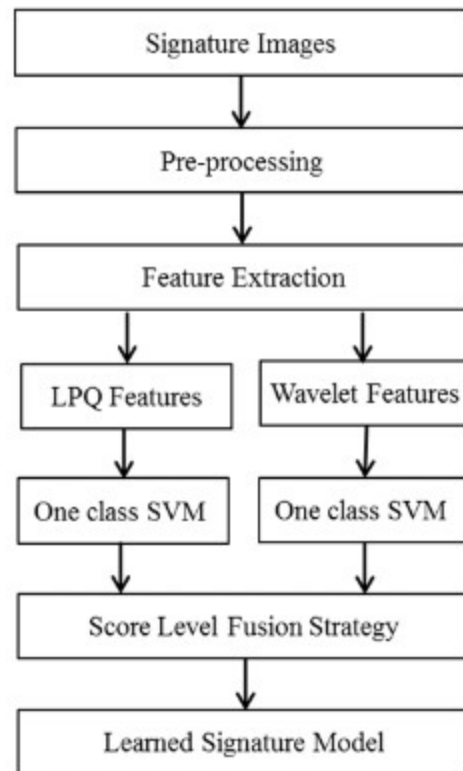 Signature Images
Pre-processing
Feature Extraction
LPQ Features
Wavelet Features
One class SVM
One class SVM
Score Level Fusion Strategy
Learned Signature Model